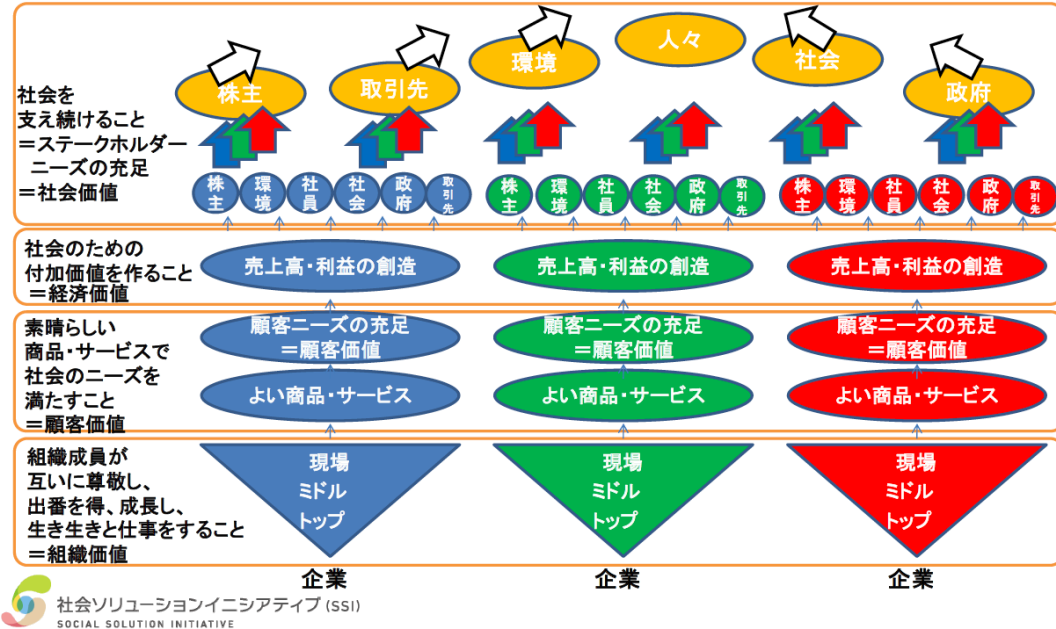 株主
取引先
環境
人々
社会
政府
社会を
支え続けること
＝ステークホルダー
ニーズの充足
＝社会価値
株主
環境
社員
社会
政府
取引先
株主
環境
社員
社会
政府
取引先
株主
環境
社員
社会
政府
取引先
社会のための
付加価値を作ること
＝経済価値
売上高・利益の創造
売上高・利益の創造
売上高・利益の創造
素晴らしい
商品・サービスで
社会のニーズを
満たすこと
＝顧客価値
顧客ニーズの充足
＝顧客価値
顧客ニーズの充足
＝顧客価値
顧客ニーズの充足
＝顧客価値
よい商品・サービス
よい商品・サービス
よい商品・サービス
組織成員が
互いに尊敬し、
出番を得、成長し、
生き生きと仕事をすること
＝組織価値
現場
ミドル
トップ
現場
ミドル
トップ
現場
ミドル
トップ
企業
企業
企業
社会ソリューションイニシアティブ (SSI)
SOCIAL SOLUTION INITIATIVE